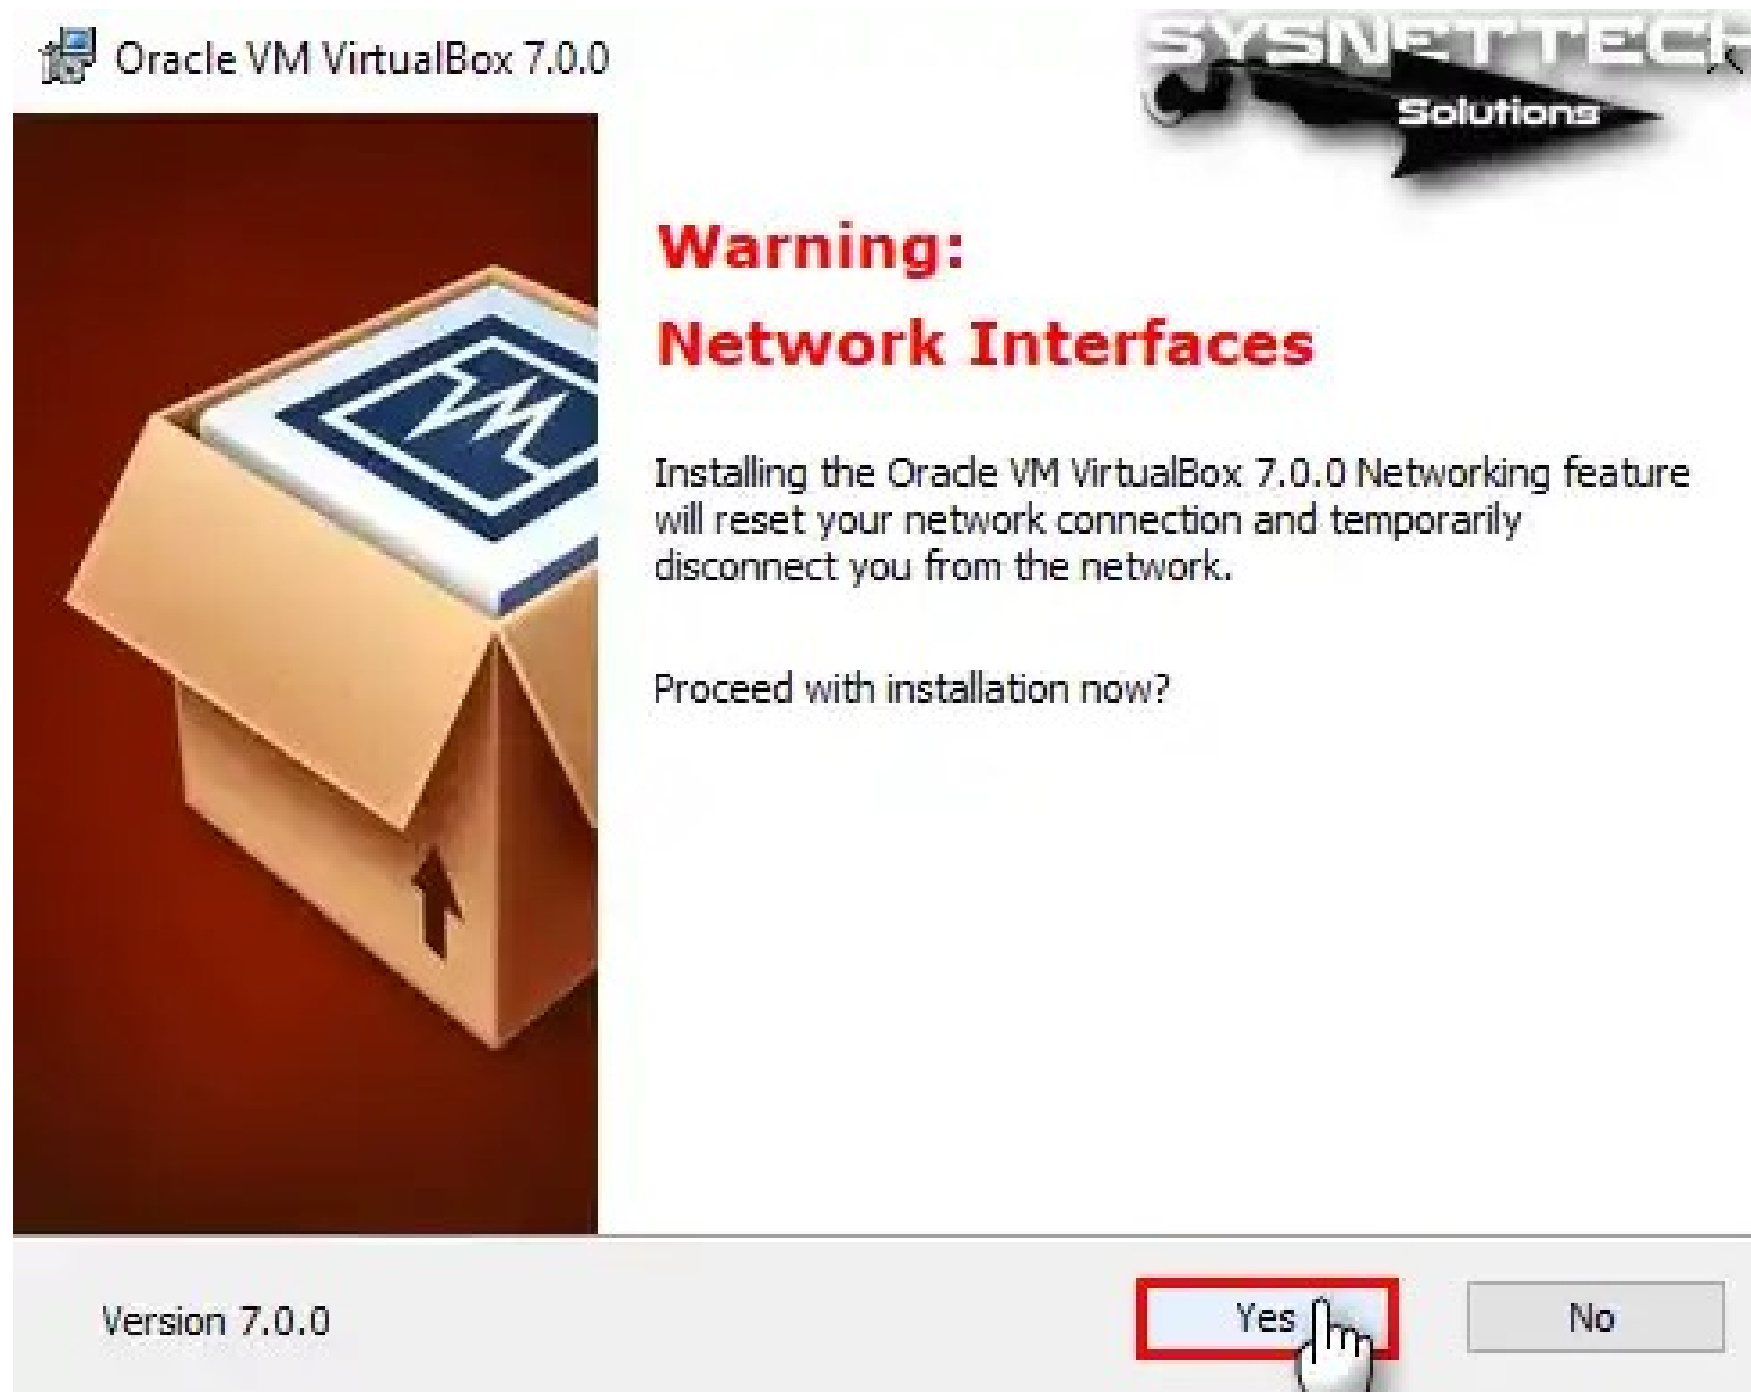 Oracle VM VirtualBox 7.0.0
SYSNETTECH
Solutions
Warning:
Network Interfaces
Installing the Oracle VM VirtualBox 7.0.0 Networking feature
will reset your network connection and temporarily
disconnect you from the network.
Proceed with installation now?
Version 7.0.0
Yes
No